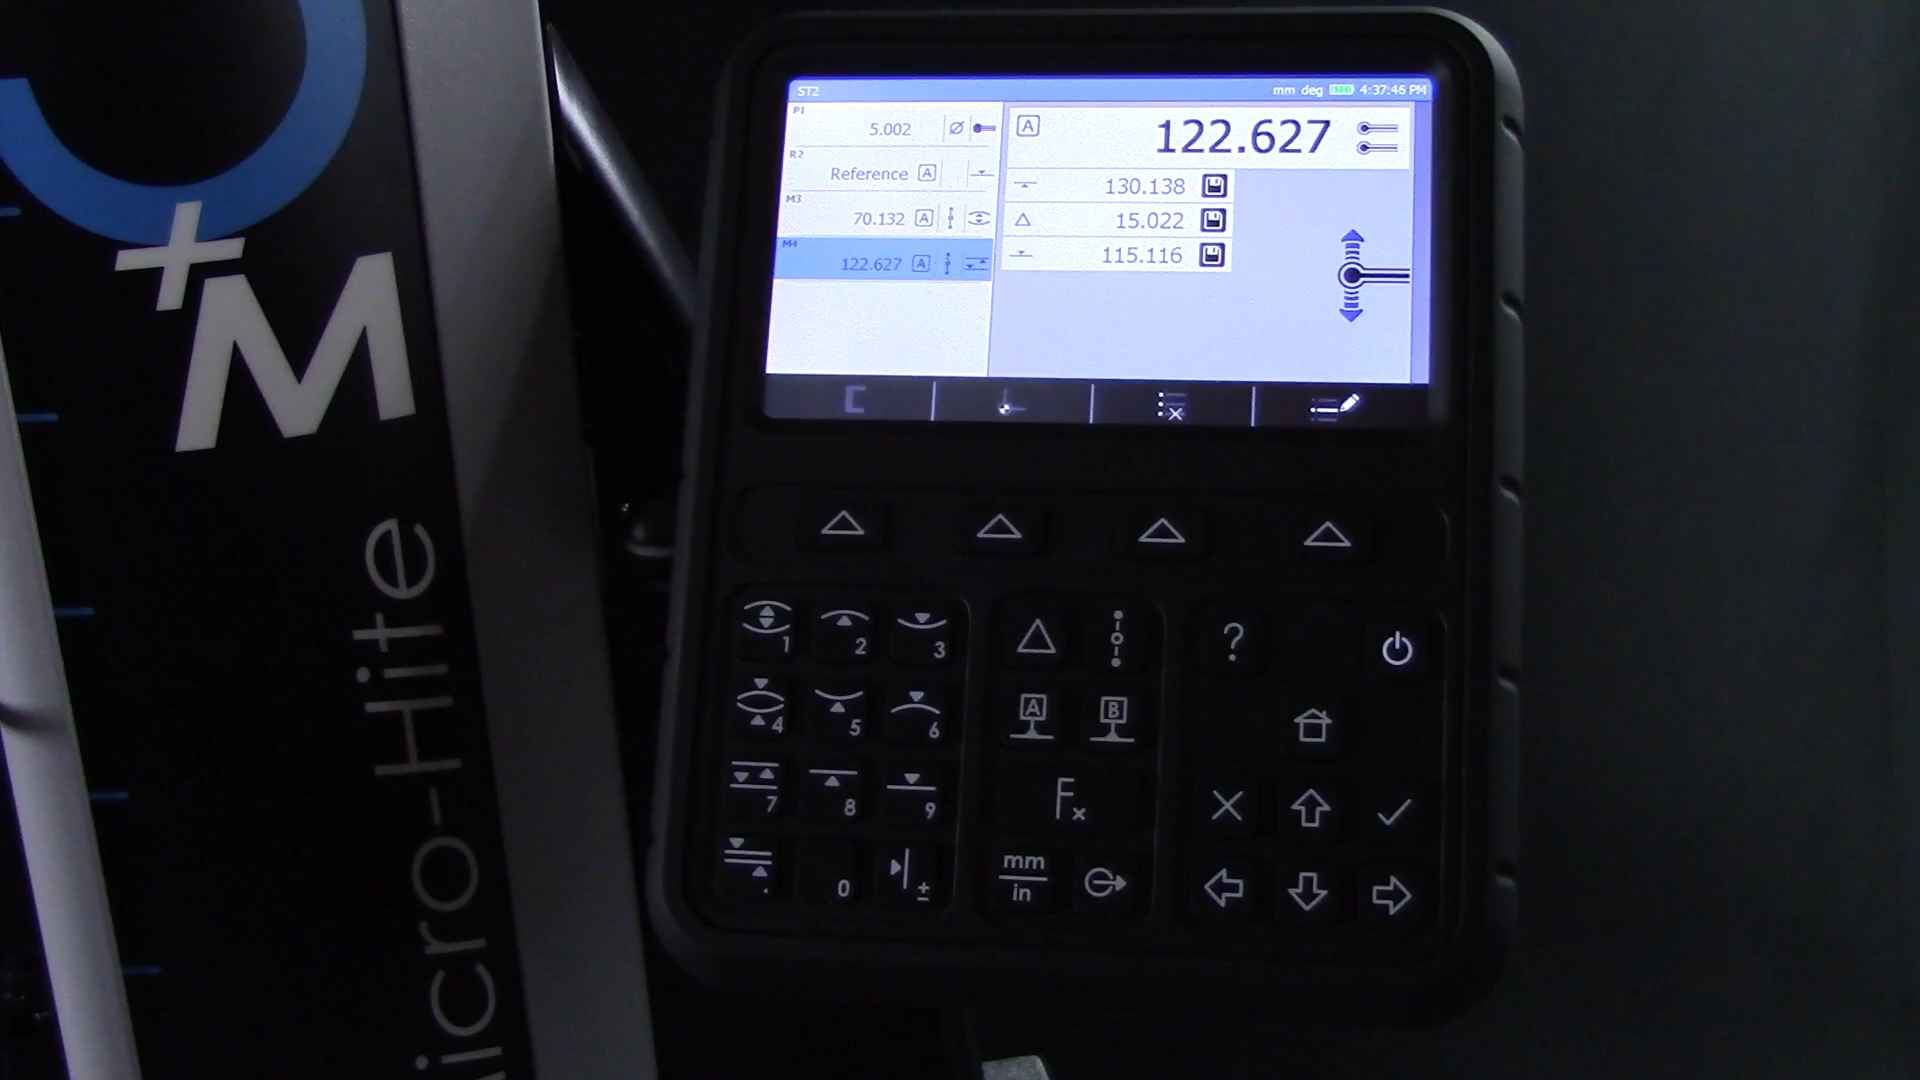 +M
Micro-Hite
ST2
mm deg 4:37:46 PM
P1
5.002 Ø
R2
Reference A
M3
70.132 A
M4
122.627 A
A 122.627
130.138
△ 15.022
115.116
1 2 3
4 5 6
7 8 9
. 0 ±
A B
Fx
mm
in
?